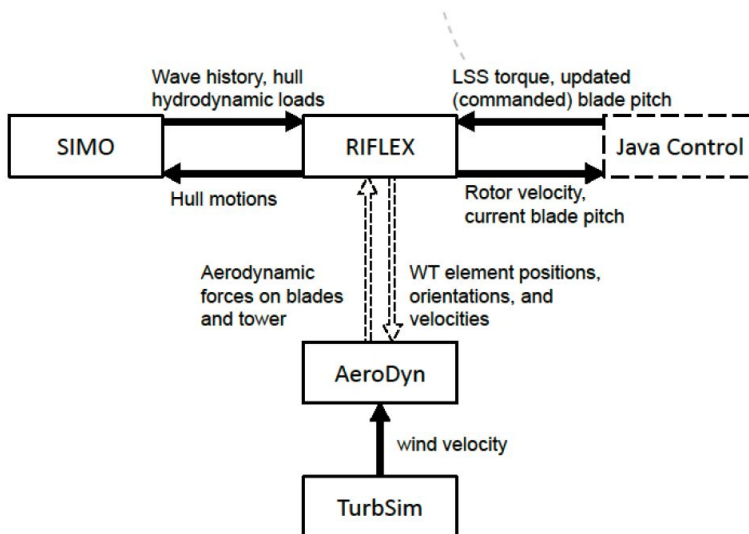 Wave history, hull
hydrodynamic loads
LSS torque, updated
(commanded) blade pitch
SIMO
RIFLEX
Java Control
Hull motions
Rotor velocity,
current blade pitch
Aerodynamic
forces on blades
and tower
WT element positions,
orientations, and
velocities
AeroDyn
wind velocity
TurbSim